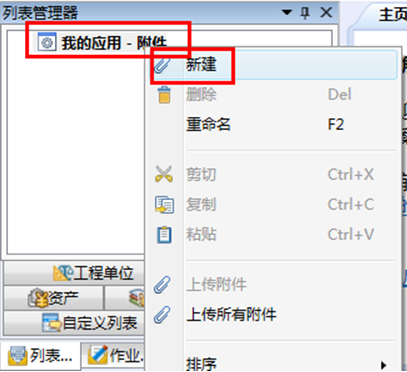 列表管理器
主页
我的应用 - 附件
新建
删除 Del
重命名 F2
剪切 Ctrl+X
复制 Ctrl+C
粘贴 Ctrl+V
上传附件
上传所有附件
排序
工程单位
资产
自定义列表
列表... 作业...